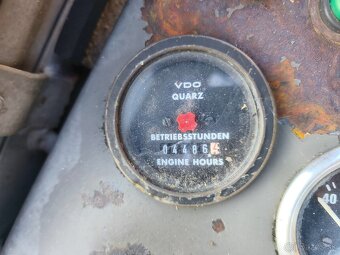 VDO
QUARZ
BETRIEBSSTUNDEN
04486
ENGINE HOURS
40